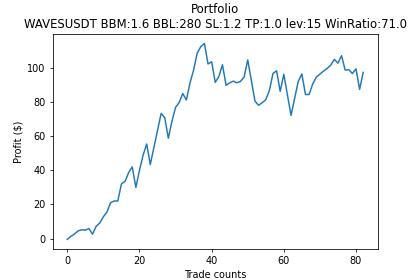 Portfolio
WAVESUSDT BBM:1.6 BBL:280 SL:1.2 TP:1.0 lev:15 WinRatio:71.0
Profit ($)
100
80
60
40
20
0
0 20 40 60 80
Trade counts